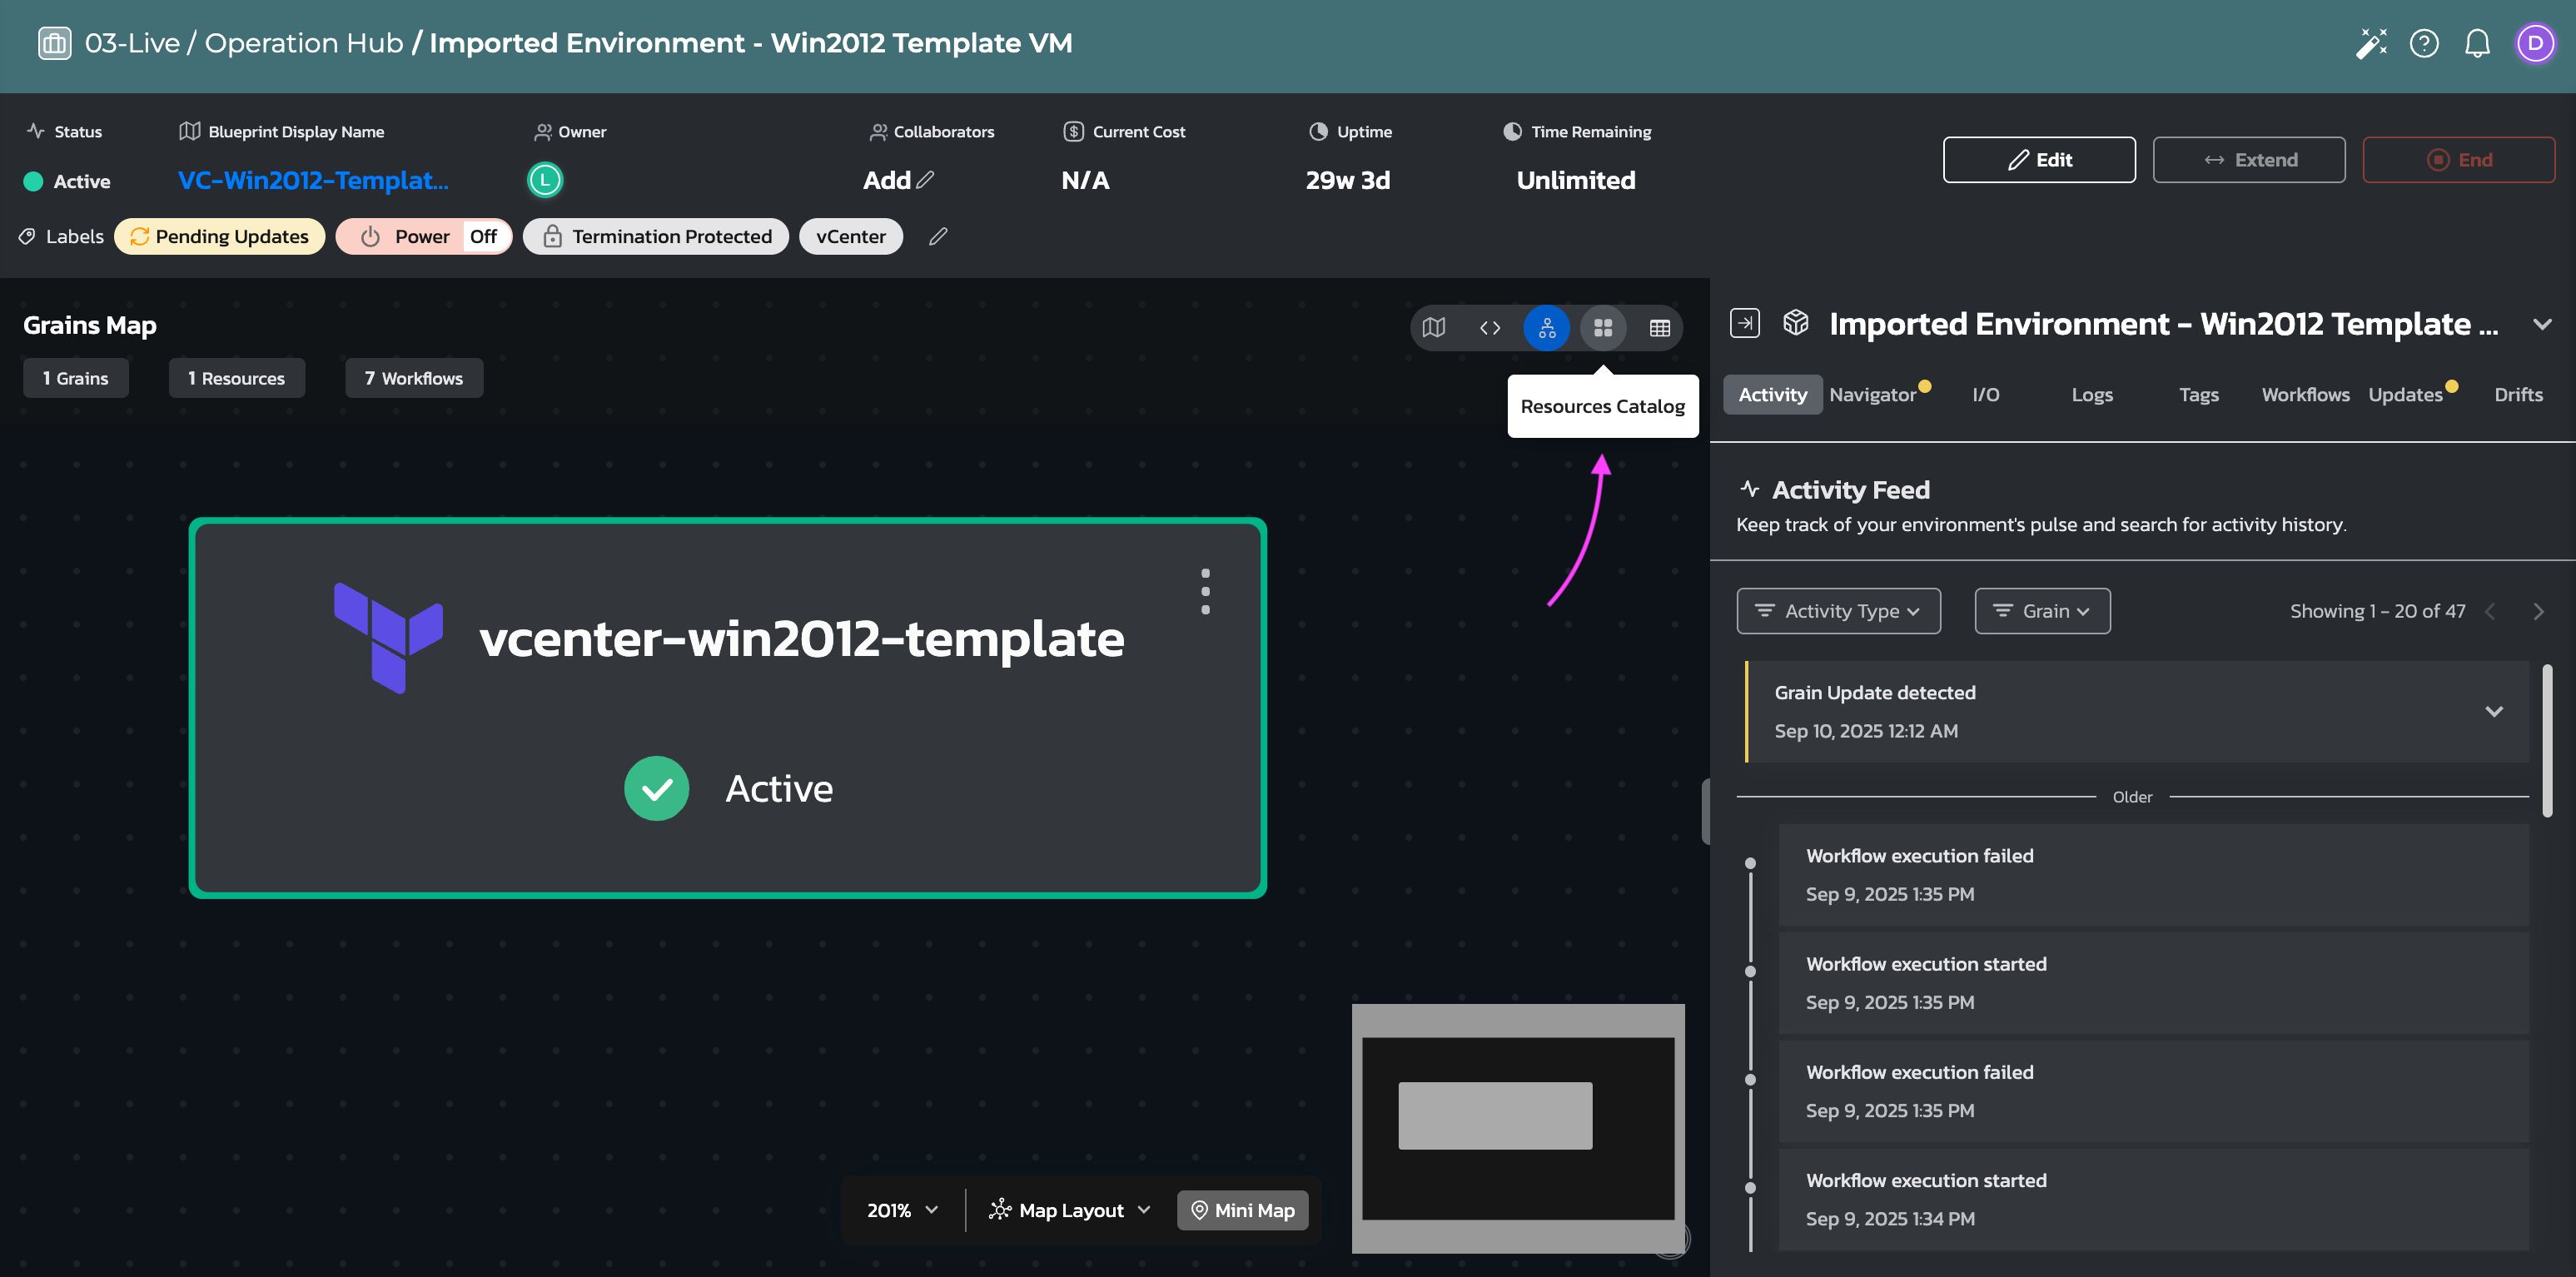 03-Live / Operation Hub / Imported Environment - Win2012 Template VM
D
Status
Blueprint Display Name
Owner
Collaborators
Current Cost
Uptime
Time Remaining
Active
VC-Win2012-Templat...
L
Add
N/A
29w 3d
Unlimited
Edit
Extend
End
Labels
Pending Updates
Power Off
Termination Protected
vCenter
Grains Map
1 Grains
1 Resources
7 Workflows
Resources Catalog
vcenter-win2012-template
Active
201%
Map Layout
Mini Map
Imported Environment - Win2012 Template ...
Activity
Navigator
I/O
Logs
Tags
Workflows
Updates
Drifts
Activity Feed
Keep track of your environment's pulse and search for activity history.
Activity Type
Grain
Showing 1 - 20 of 47
Grain Update detected
Sep 10, 2025 12:12 AM
Older
Workflow execution failed
Sep 9, 2025 1:35 PM
Workflow execution started
Sep 9, 2025 1:35 PM
Workflow execution failed
Sep 9, 2025 1:35 PM
Workflow execution started
Sep 9, 2025 1:34 PM